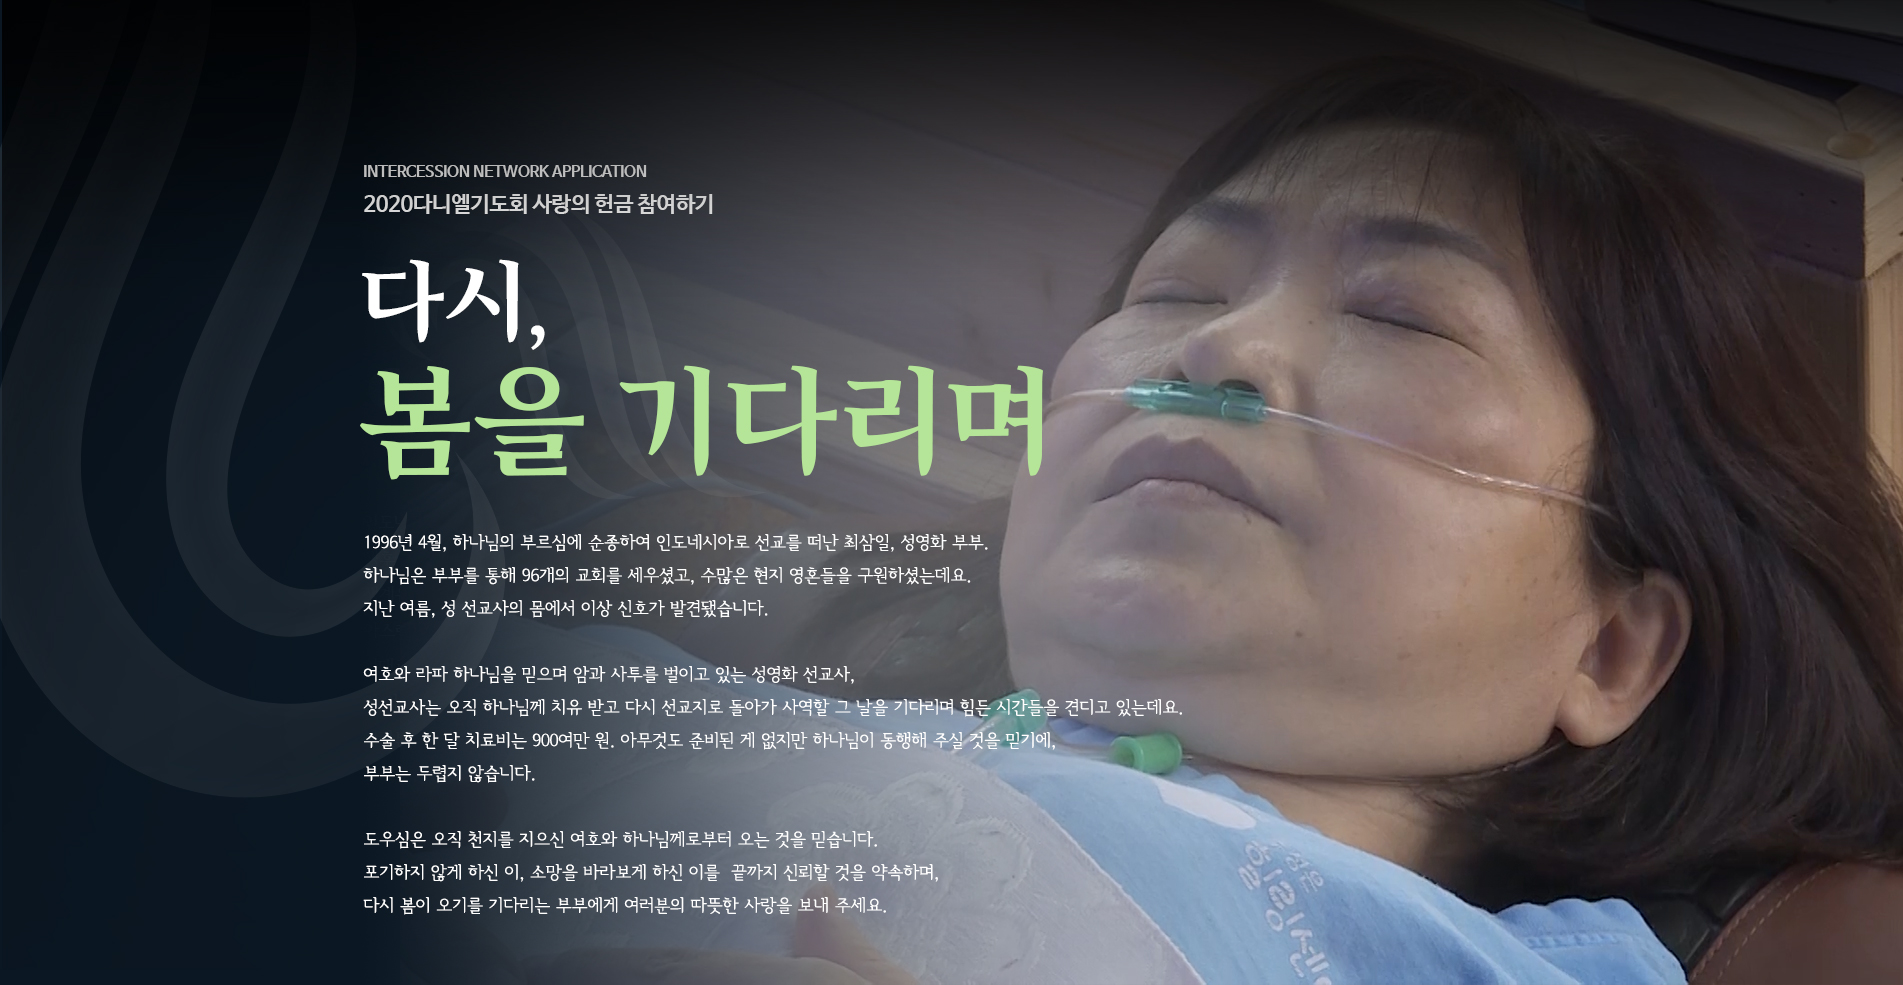 INTERCESSION NETWORK APPLICATION
2020다니엘기도회 사랑의 헌금 참여하기
다시,
봄을 기다리며
1996년 4월, 하나님의 부르심에 순종하여 인도네시아로 선교를 떠난 최삼일, 성영화 부부.
하나님은 부부를 통해 96개의 교회를 세우셨고, 수많은 현지 영혼들을 구원하셨는데요.
지난 여름, 성 선교사의 몸에서 이상 신호가 발견됐습니다.
여호와 라파 하나님을 믿으며 암과 사투를 벌이고 있는 성영화 선교사,
성선교사는 오직 하나님께 치유 받고 다시 선교지로 돌아가 사역할 그 날을 기다리며 힘든 시간들을 견디고 있는데요.
수술 후 한 달 치료비는 900여만 원. 아무것도 준비된 게 없지만 하나님이 동행해 주실 것을 믿기에,
부부는 두렵지 않습니다.
도우심은 오직 천지를 지으신 여호와 하나님께로부터 오는 것을 믿습니다.
포기하지 않게 하신 이, 소망을 바라보게 하신 이를 끝까지 신뢰할 것을 약속하며,
다시 봄이 오기를 기다리는 부부에게 여러분의 따뜻한 사랑을 보내 주세요.